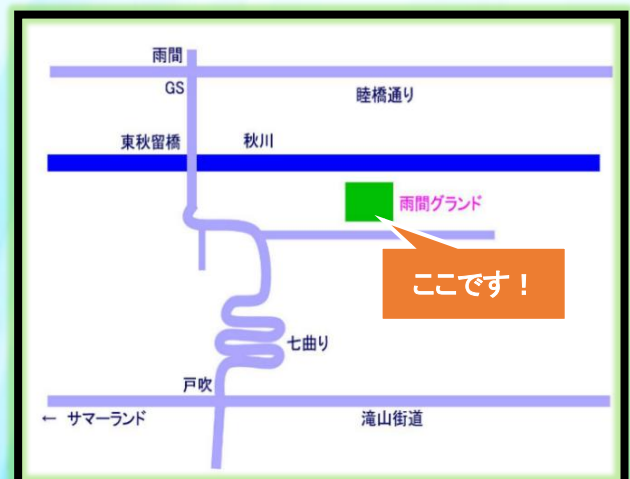 雨間
GS
睦橋通り
東秋留橋
秋川
雨間グランド
ここです！
七曲り
戸吹
← サマーランド
滝山街道